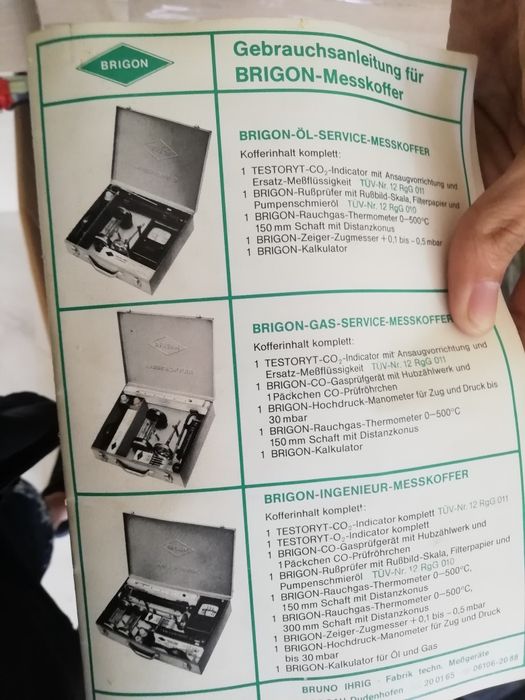 BRIGON
Gebrauchsanleitung für
BRIGON-Messkoffer
BRIGON-ÖL-SERVICE-MESSKOFFER
Kofferinhalt komplett:
1 TESTORYT-CO₂-Indicator mit Ansaugvorrichtung und
Ersatz-Meßflüssigkeit TÜV-Nr. 12 RgG 011
1 BRIGON-Rußprüfer mit Rußbild-Skala, Filterpapier und
Pumpenschmieröl TÜV-Nr. 12 RgG 010
1 BRIGON-Rauchgas-Thermometer 0–500°C
150 mm Schaft mit Distanzkonus
1 BRIGON-Zeiger-Zugmesser +0,1 bis –0,5 mbar
1 BRIGON-Kalkulator
BRIGON-GAS-SERVICE-MESSKOFFER
Kofferinhalt komplett:
1 TESTORYT-CO₂-Indicator mit Ansaugvorrichtung und
Ersatz-Meßflüssigkeit TÜV-Nr. 12 RgG 011
1 BRIGON-CO-Gasprüfgerät mit Hubzählwerk und
1 Päckchen CO-Prüfröhrchen
1 BRIGON-Hochdruck-Manometer für Zug und Druck bis
30 mbar
1 BRIGON-Rauchgas-Thermometer 0–500°C
150 mm Schaft mit Distanzkonus
1 BRIGON-Kalkulator
BRIGON-INGENIEUR-MESSKOFFER
Kofferinhalt komplett:
1 TESTORYT-CO₂-Indicator komplett TÜV-Nr. 12 RgG 011
1 TESTORYT-O₂-Indicator komplett
1 BRIGON-CO-Gasprüfgerät mit Hubzählwerk und
1 Päckchen CO-Prüfröhrchen
1 BRIGON-Rußprüfer mit Rußbild-Skala, Filterpapier und
Pumpenschmieröl TÜV-Nr. 12 RgG 010
1 BRIGON-Rauchgas-Thermometer 0–500°C,
150 mm Schaft mit Distanzkonus
1 BRIGON-Rauchgas-Thermometer 0–500°C,
300 mm Schaft mit Distanzkonus
1 BRIGON-Zeiger-Zugmesser +0,1 bis –0,5 mbar
1 BRIGON-Hochdruck-Manometer für Zug und Druck
bis 30 mbar
1 BRIGON-Kalkulator für Öl und Gas
BRUNO IHRIG · Fabrik techn. Meßgeräte
Dudenhofen 20 01 65 06106-20 88